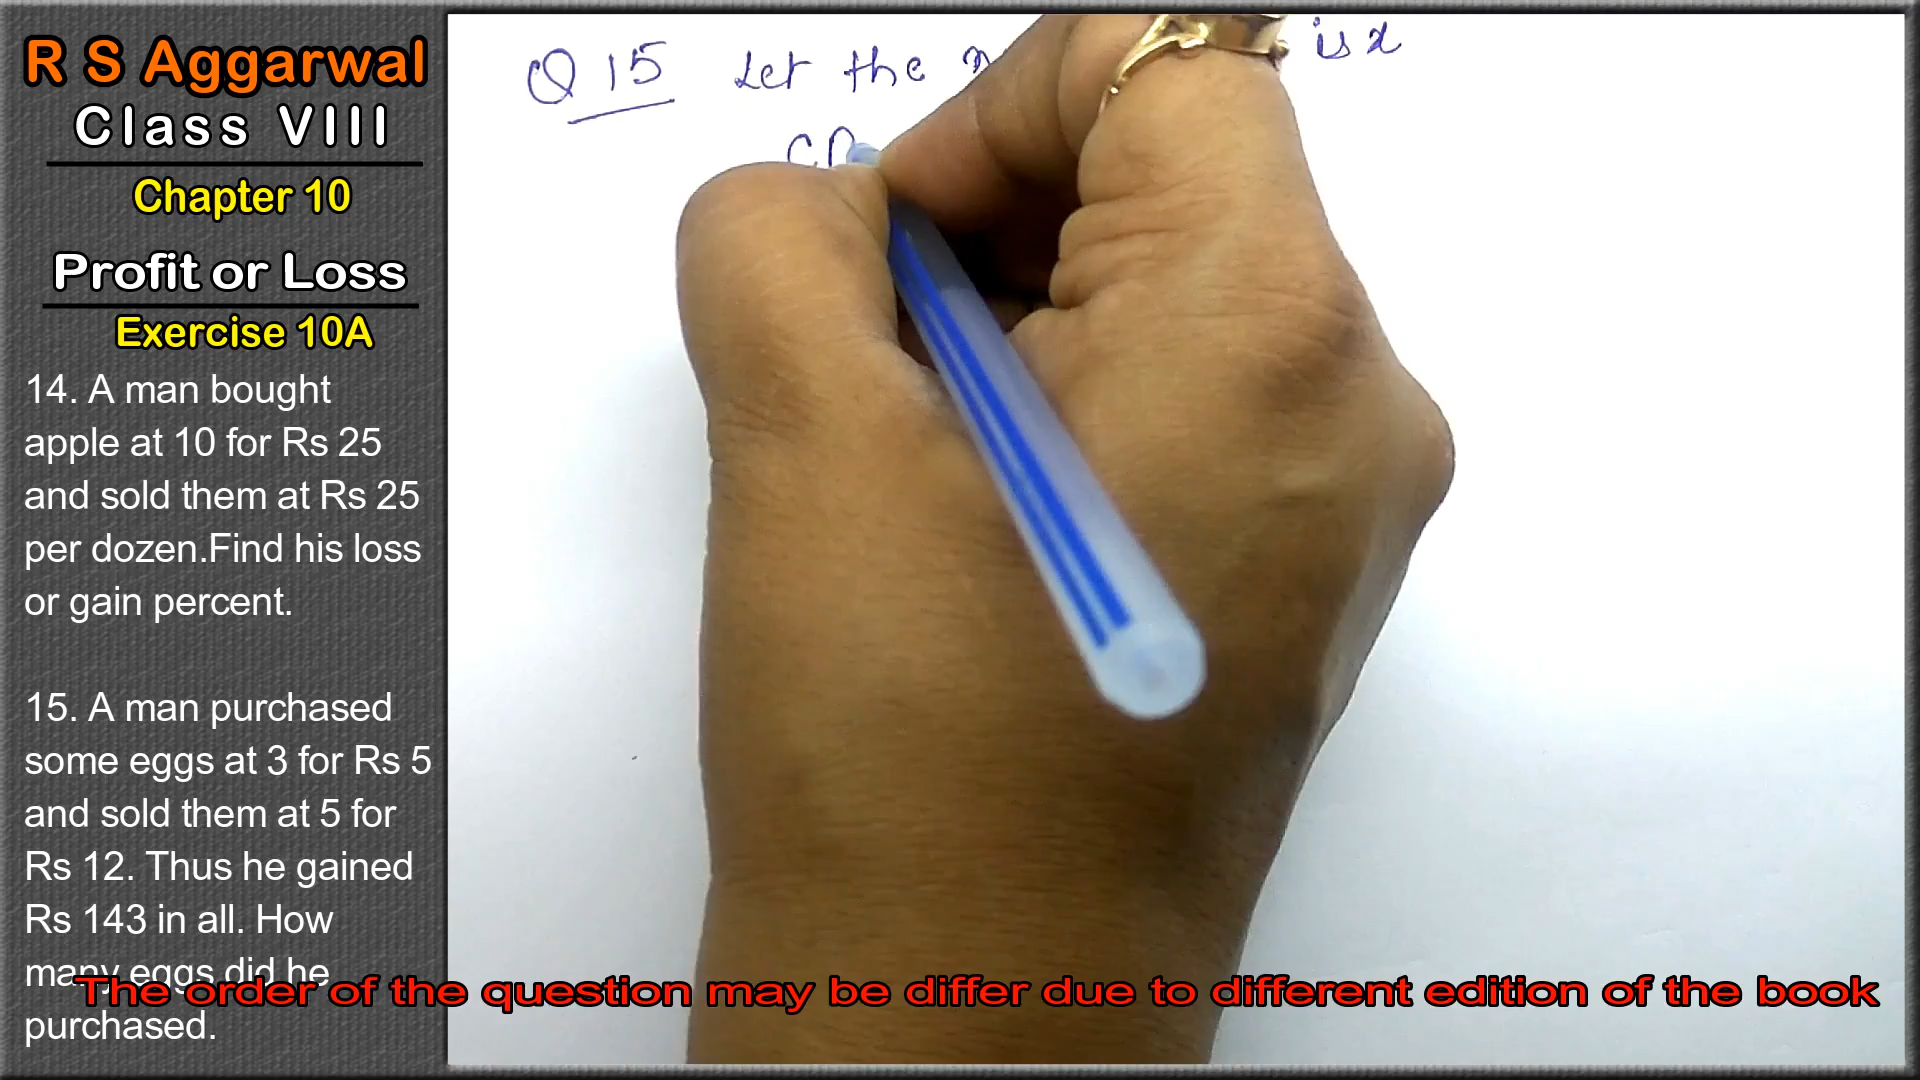 R S Aggarwal
Class VIII
Chapter 10
Profit or Loss
Exercise 10A
14. A man bought
apple at 10 for Rs 25
and sold them at Rs 25
per dozen.Find his loss
or gain percent.
15. A man purchased
some eggs at 3 for Rs 5
and sold them at 5 for
Rs 12. Thus he gained
Rs 143 in all. How
many eggs did he
purchased.
Q 15 Let the is x
The order of the question may be differ due to different edition of the book